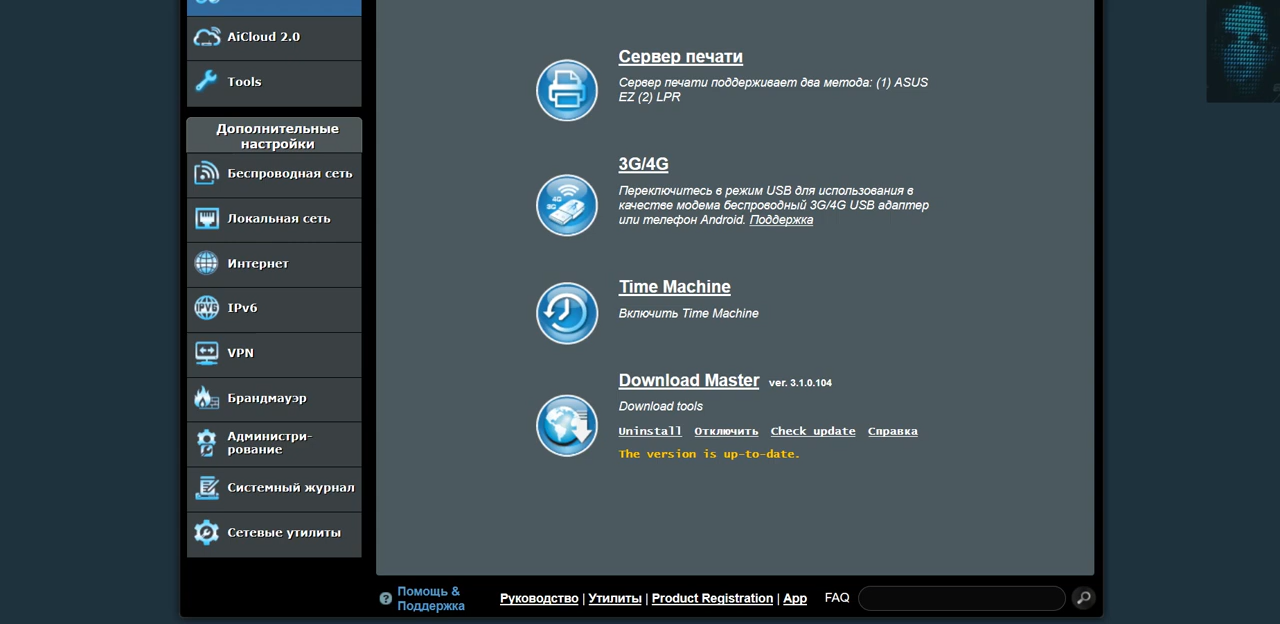 AiCloud 2.0
Tools
Дополнительные
настройки
Беспроводная сеть
Локальная сеть
Интернет
IPv6
VPN
Брандмауэр
Администри-
рование
Системный журнал
Сетевые утилиты
Сервер печати
Сервер печати поддерживает два метода: (1) ASUS
EZ (2) LPR
3G/4G
Переключитесь в режим USB для использования в
качестве модема беспроводный 3G/4G USB адаптер
или телефон Android. Поддержка
Time Machine
Включить Time Machine
Download Master ver. 3.1.0.104
Download tools
Uninstall Отключить Check update Справка
The version is up-to-date.
Помощь &
Поддержка
Руководство | Утилиты | Product Registration | App FAQ